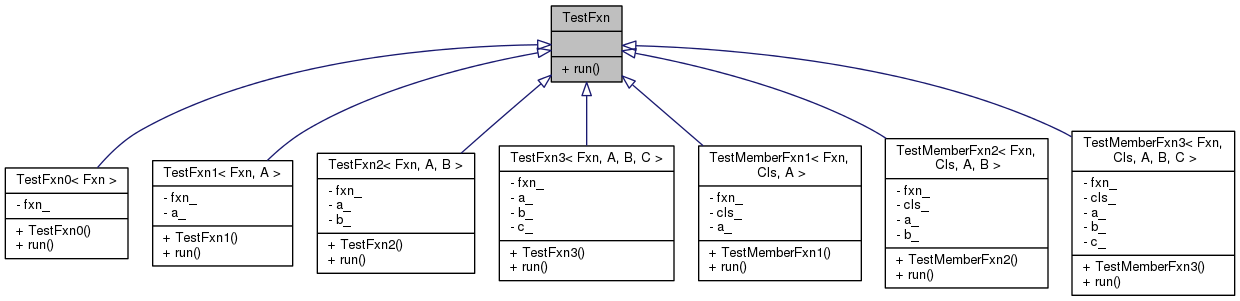 TestFxn
+ run()
TestFxn0< Fxn >
- fxn_
+ TestFxn0()
+ run()
TestFxn1< Fxn, A >
- fxn_
- a_
+ TestFxn1()
+ run()
TestFxn2< Fxn, A, B >
- fxn_
- a_
- b_
+ TestFxn2()
+ run()
TestFxn3< Fxn, A, B, C >
- fxn_
- a_
- b_
- c_
+ TestFxn3()
+ run()
TestMemberFxn1< Fxn,
Cls, A >
- fxn_
- cls_
- a_
+ TestMemberFxn1()
+ run()
TestMemberFxn2< Fxn,
Cls, A, B >
- fxn_
- cls_
- a_
- b_
+ TestMemberFxn2()
+ run()
TestMemberFxn3< Fxn,
Cls, A, B, C >
- fxn_
- cls_
- a_
- b_
- c_
+ TestMemberFxn3()
+ run()